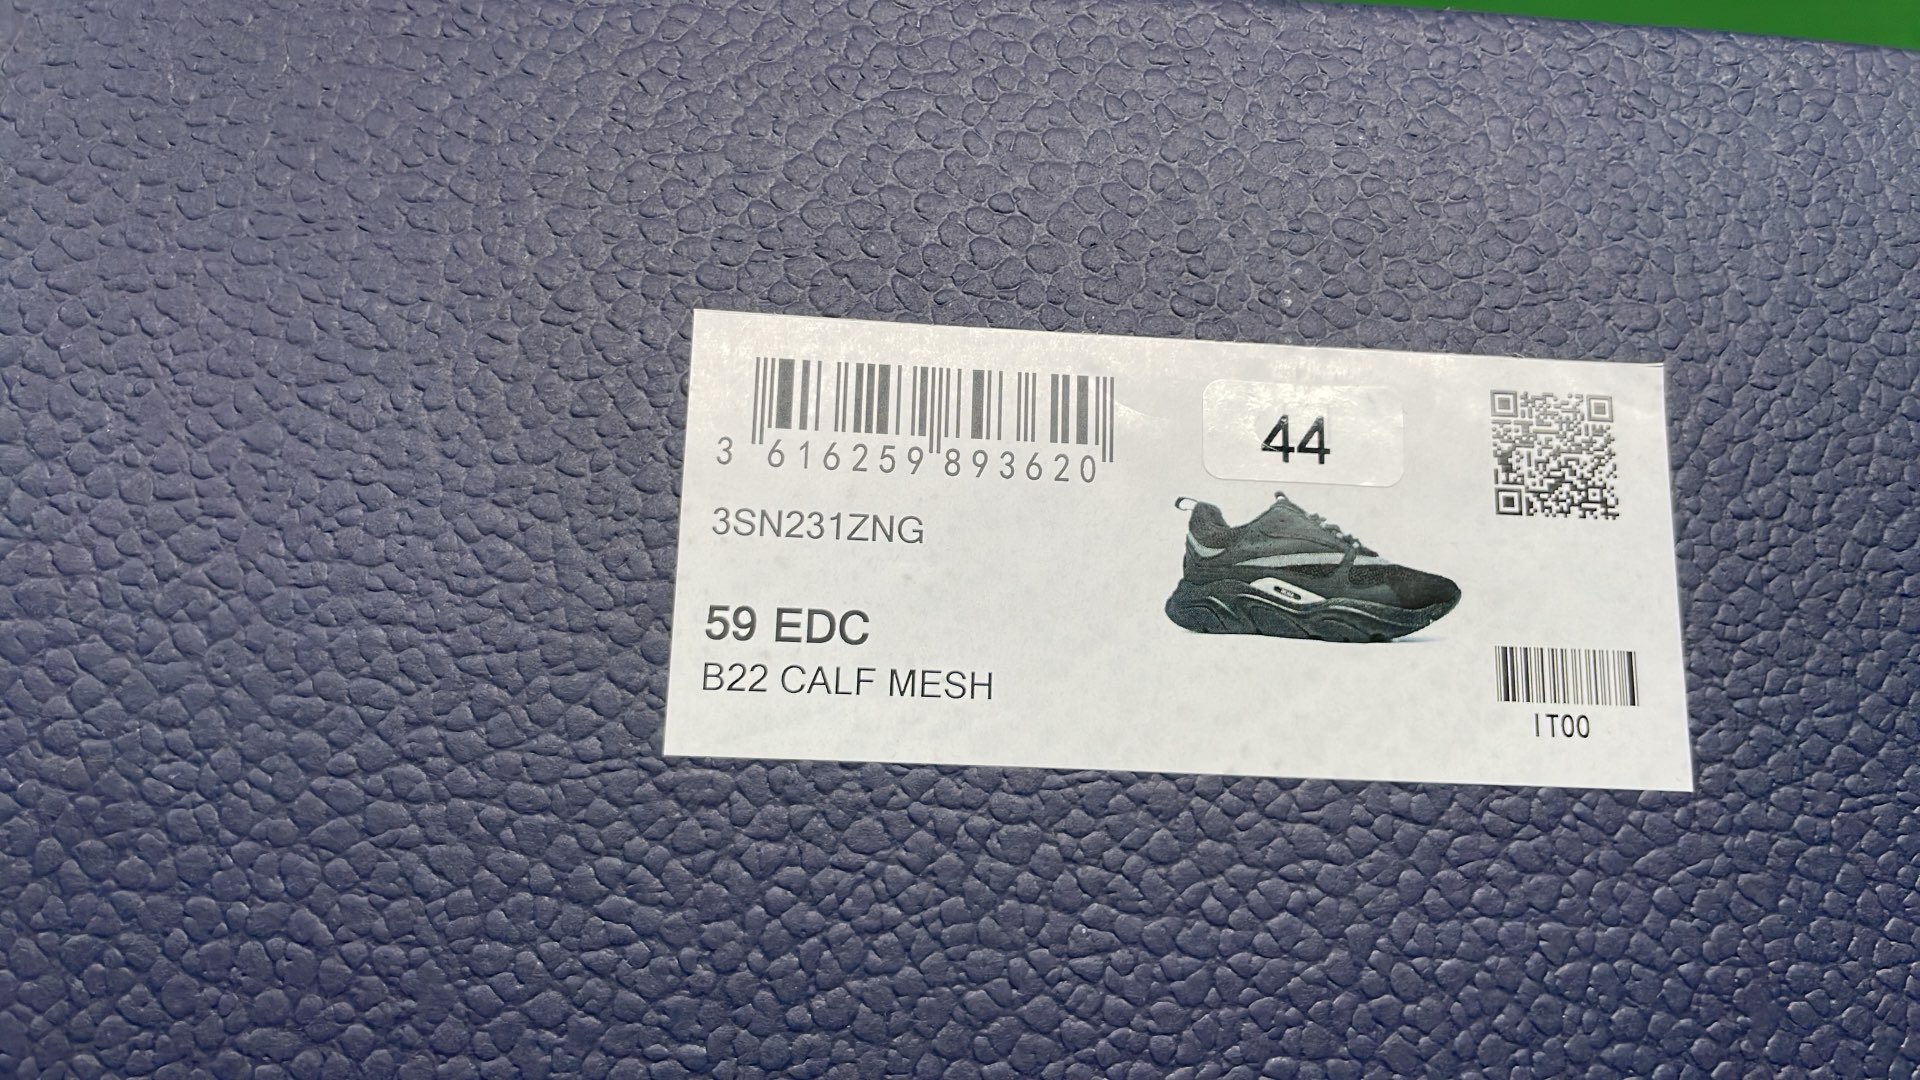 3 616259 893620
44
3SN231ZNG
59 EDC
B22 CALF MESH
IT00